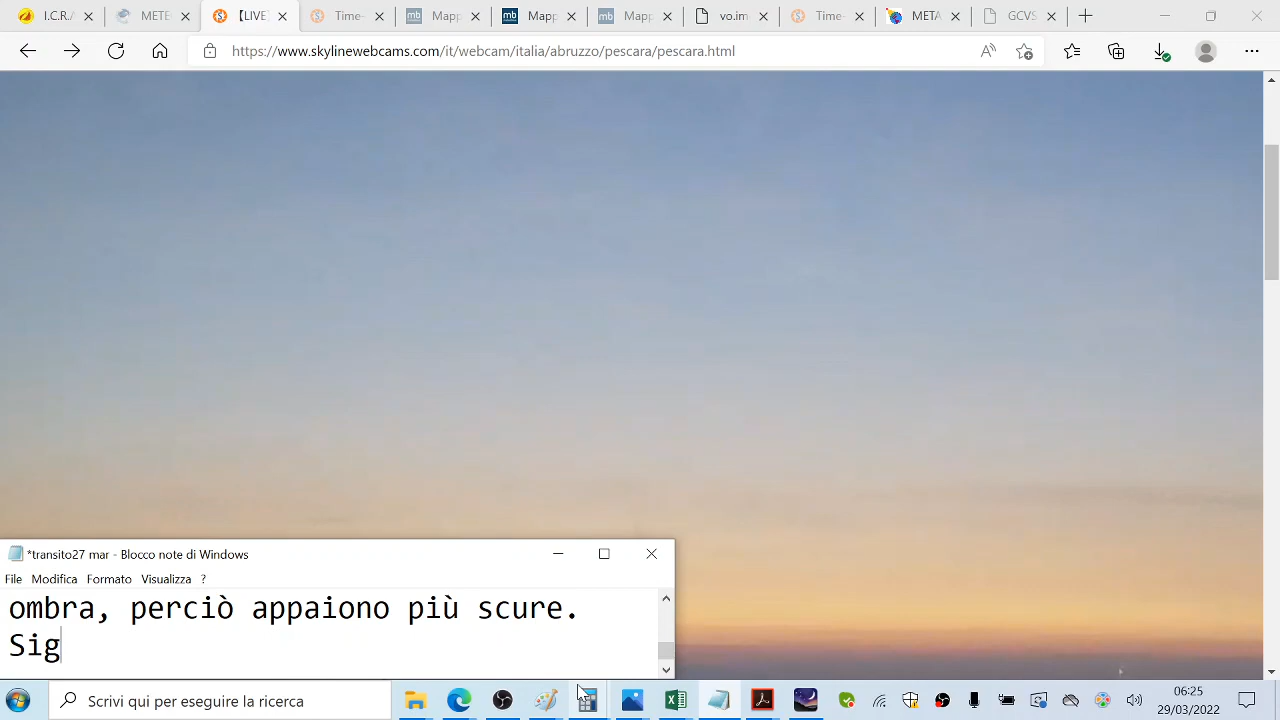 I.C.R.
METE
【LIVE
Time-
Mapp
Mapp
Mapp
vo.im
Time-
META
GCVS
https://www.skylinewebcams.com/it/webcam/italia/abruzzo/pescara/pescara.html
*transito27 mar - Blocco note di Windows
File Modifica Formato Visualizza ?
ombra, perciò appaiono più scure.
Sig
Scrivi qui per eseguire la ricerca
06:25
29/03/2022